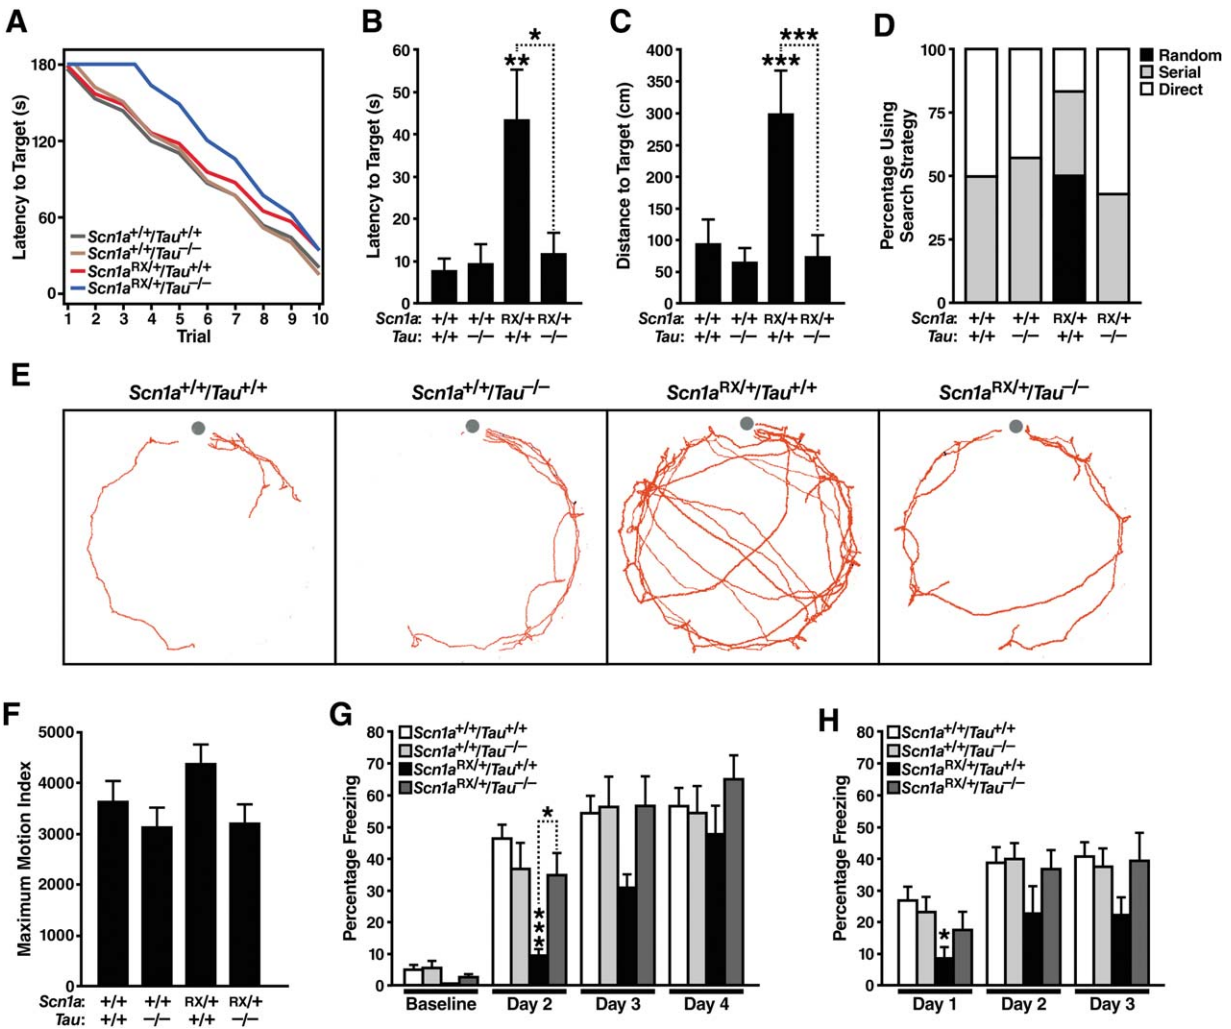 A
Latency to Target (s)
180
120
60
0
Scn1a+/+/Tau+/+
Scn1a+/+/Tau−/−
Scn1aRX/+/Tau+/+
Scn1aRX/+/Tau−/−
1 2 3 4 5 6 7 8 9 10
Trial
B
Latency to Target (s)
60
50
40
30
20
10
0
*
**
Scn1a: +/+ +/+ RX/+ RX/+
Tau: +/+ −/− +/+ −/−
C
Distance to Target (cm)
400
350
300
250
200
150
100
50
0
***
***
Scn1a: +/+ +/+ RX/+ RX/+
Tau: +/+ −/− +/+ −/−
D
Percentage Using
Search Strategy
100
75
50
25
0
Random
Serial
Direct
Scn1a: +/+ +/+ RX/+ RX/+
Tau: +/+ −/− +/+ −/−
E
Scn1a+/+/Tau+/+
Scn1a+/+/Tau−/−
Scn1aRX/+/Tau+/+
Scn1aRX/+/Tau−/−
F
Maximum Motion Index
5000
4000
3000
2000
1000
0
Scn1a: +/+ +/+ RX/+ RX/+
Tau: +/+ −/− +/+ −/−
G
Percentage Freezing
80
70
60
50
40
30
20
10
0
Scn1a+/+/Tau+/+
Scn1a+/+/Tau−/−
Scn1aRX/+/Tau+/+
Scn1aRX/+/Tau−/−
*
***
Baseline Day 2 Day 3 Day 4
H
Percentage Freezing
80
70
60
50
40
30
20
10
0
Scn1a+/+/Tau+/+
Scn1a+/+/Tau−/−
Scn1aRX/+/Tau+/+
Scn1aRX/+/Tau−/−
*
Day 1 Day 2 Day 3